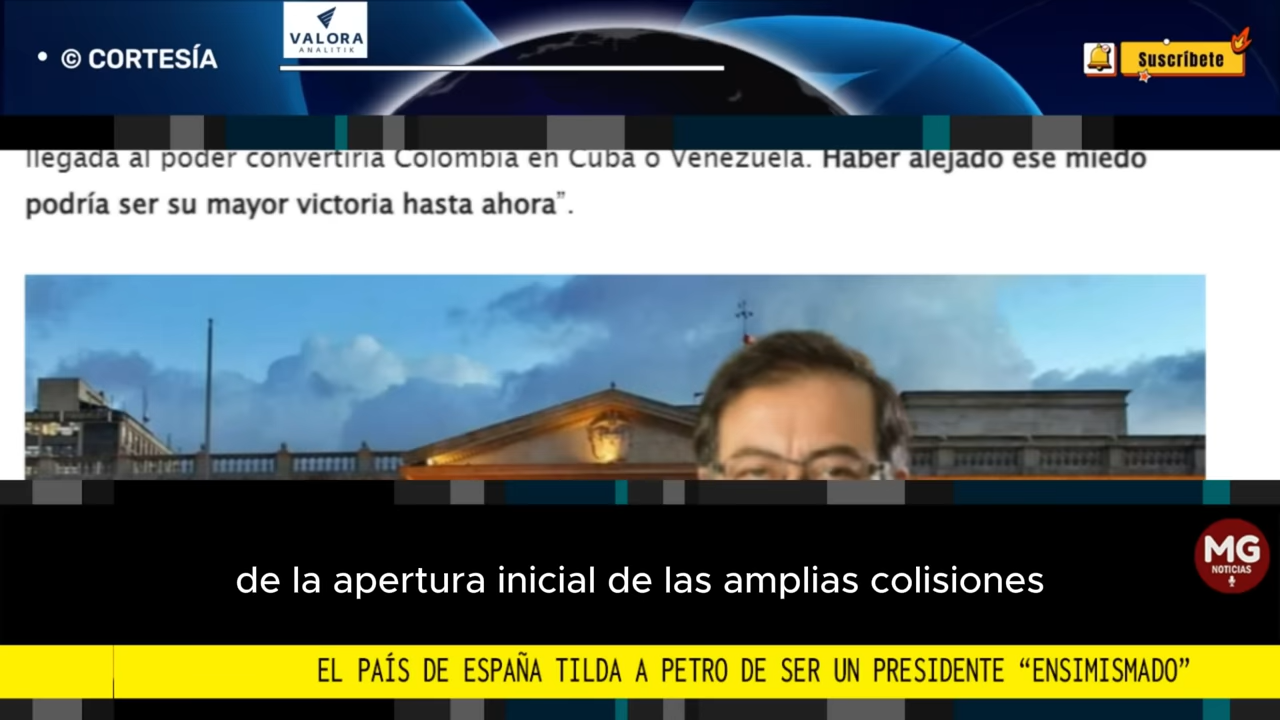 VALORA
ANALITIK
• © CORTESÍA
Suscríbete
llegada al poder convertiría Colombia en Cuba o Venezuela. Haber alejado ese miedo
podría ser su mayor victoria hasta ahora”.
de la apertura inicial de las amplias colisiones
MG
NOTICIAS
EL PAÍS DE ESPAÑA TILDA A PETRO DE SER UN PRESIDENTE “ENSIMISMADO”